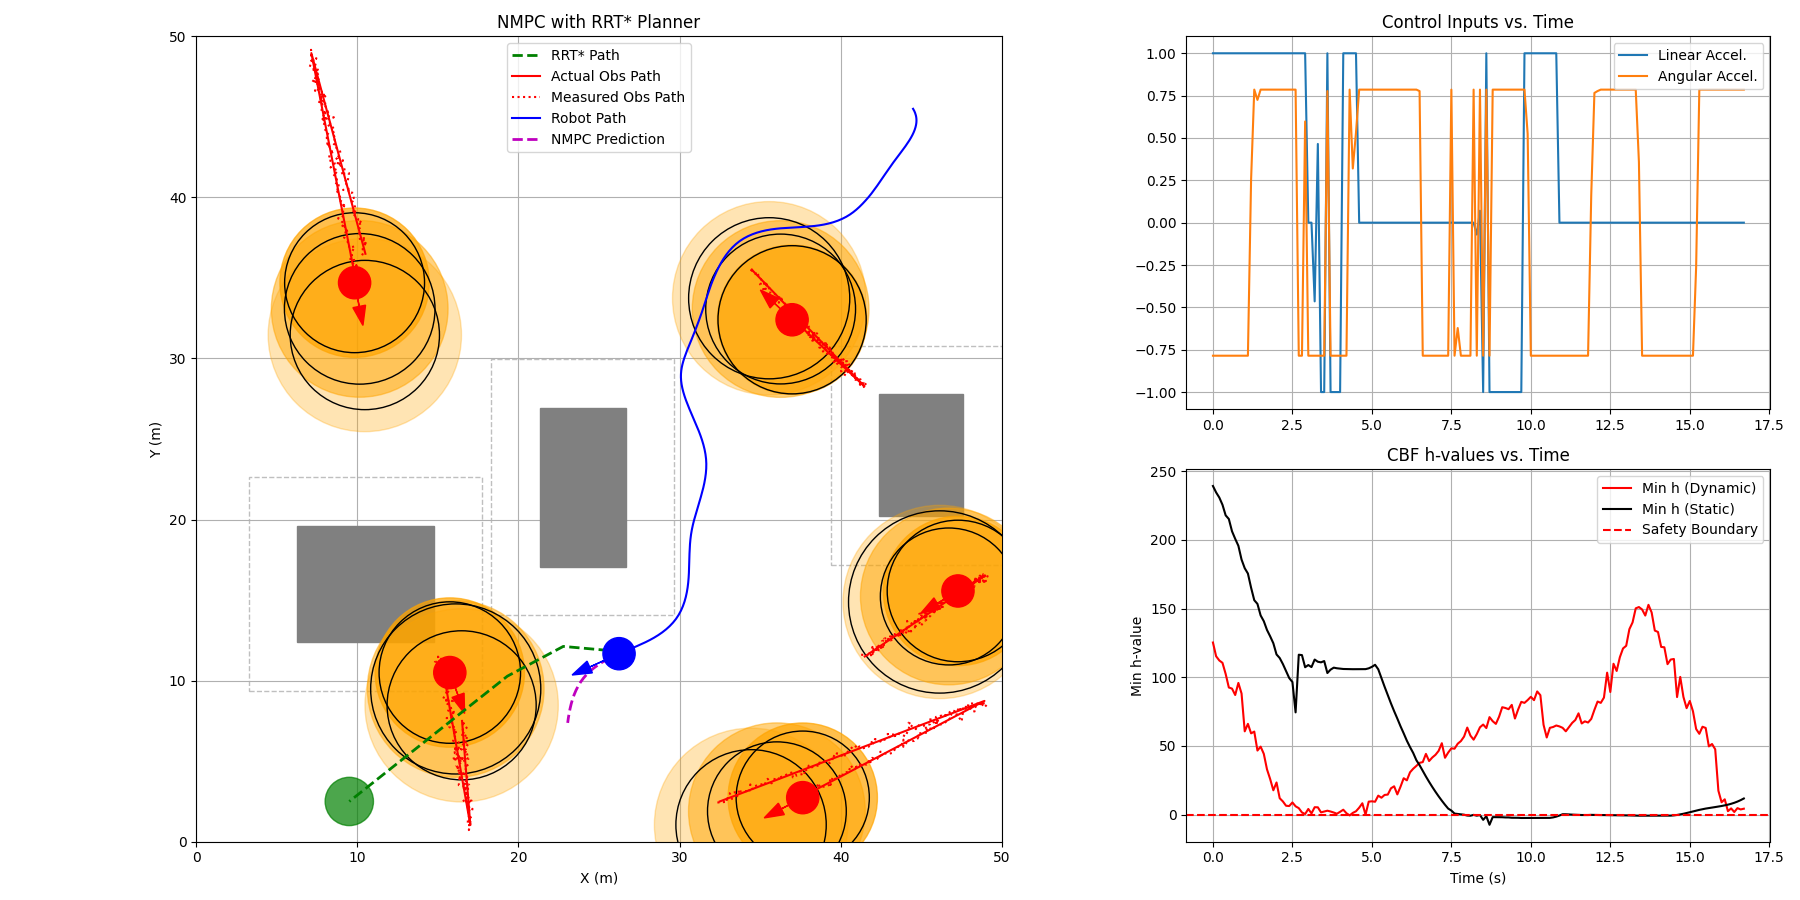 NMPC with RRT* Planner
50
40
30
20
10
0
Y (m)
RRT* Path
Actual Obs Path
Measured Obs Path
Robot Path
NMPC Prediction
0 10 20 30 40 50
X (m)
Control Inputs vs. Time
1.00
0.75
0.50
0.25
0.00
−0.25
−0.50
−0.75
−1.00
Linear Accel.
Angular Accel.
0.0 2.5 5.0 7.5 10.0 12.5 15.0 17.5
CBF h-values vs. Time
250
200
150
100
50
0
Min h-value
Min h (Dynamic)
Min h (Static)
Safety Boundary
0.0 2.5 5.0 7.5 10.0 12.5 15.0 17.5
Time (s)